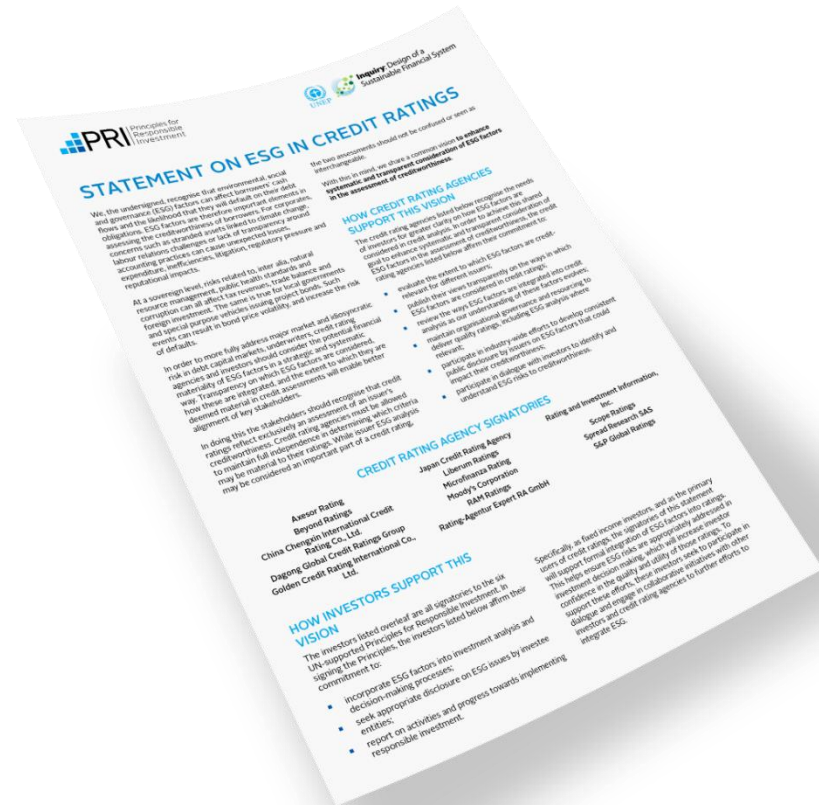 PRI Principles for
Responsible
Investment
UNEP
Inquiry: Design of a
Sustainable Financial System
STATEMENT ON ESG IN CREDIT RATINGS
We, the undersigned, recognise that environmental, social
and governance (ESG) factors can affect borrowers' cash
flows and the likelihood that they will default on their debt
obligations. ESG factors are therefore important elements in
assessing the creditworthiness of borrowers. For corporates,
concerns such as stranded assets linked to climate change,
labour relations challenges or lack of transparency around
accounting practices can cause unexpected losses,
expenditure, inefficiencies, litigation, regulatory pressure and
reputational impacts.
At a sovereign level, risks related to, inter alia, natural
resource management, public health standards and
corruption can all affect tax revenues, trade balance and
foreign investment. The same is true for local governments
and special purpose vehicles issuing project bonds. Such
events can result in bond price volatility, and increase the risk
of defaults.
In order to more fully address major market and idiosyncratic
risk in debt capital markets, underwriters, credit rating
agencies and investors should consider the potential financial
materiality of ESG factors in a strategic and systematic
way. Transparency on which ESG factors are considered,
how these are integrated, and the extent to which they are
deemed material in credit assessments will enable better
alignment of key stakeholders.
In doing this the stakeholders should recognise that credit
ratings reflect exclusively an assessment of an issuer's
creditworthiness. Credit rating agencies must be allowed
to maintain full independence in determining which criteria
may be material to their ratings. While issuer ESG analysis
may be considered an important part of a credit rating,
the two assessments should not be confused or seen as
interchangeable.
With this in mind, we share a common vision to enhance
systematic and transparent consideration of ESG factors
in the assessment of creditworthiness.
HOW CREDIT RATING AGENCIES
SUPPORT THIS VISION
The credit rating agencies listed below recognise the needs
of investors for greater clarity on how ESG factors are
considered in credit analysis. In order to achieve this shared
goal to enhance systematic and transparent consideration of
ESG factors in the assessment of creditworthiness, the credit
rating agencies listed below affirm their commitment to:
▪ evaluate the extent to which ESG factors are credit-
relevant for different issuers;
▪ publish their views transparently on the ways in which
ESG factors are considered in credit ratings;
▪ review the ways ESG factors are integrated into credit
analysis as our understanding of these factors evolves;
▪ maintain organisational governance and resourcing to
deliver quality ratings, including ESG analysis where
relevant;
▪ participate in industry-wide efforts to develop consistent
public disclosure by issuers on ESG factors that could
impact their creditworthiness;
▪ participate in dialogue with investors to identify and
understand ESG risks to creditworthiness.
CREDIT RATING AGENCY SIGNATORIES
Axesor Rating
Beyond Ratings
China Chengxin International Credit
Rating Co., Ltd.
Dagong Global Credit Ratings Group
Golden Credit Rating International Co.,
Ltd.
Japan Credit Rating Agency
Liberum Ratings
Microfinanza Rating
Moody's Corporation
RAM Ratings
Rating-Agentur Expert RA GmbH
Rating and Investment Information,
Inc.
Scope Ratings
Spread Research SAS
S&P Global Ratings
HOW INVESTORS SUPPORT THIS
VISION
The investors listed overleaf are all signatories to the six
UN-supported Principles for Responsible Investment. In
signing the Principles, the investors listed below affirm their
commitment to:
▪ incorporate ESG factors into investment analysis and
decision-making processes;
▪ seek appropriate disclosure on ESG issues by investee
entities;
▪ report on activities and progress towards implementing
responsible investment.
Specifically, as fixed income investors, and as the primary
users of credit ratings, the signatories of this statement
will support formal integration of ESG factors into ratings.
This helps ensure ESG risks are appropriately addressed in
investment decision making, which will increase investor
confidence in the quality and utility of those ratings. To
support these efforts, these investors seek to participate in
dialogue and engage in collaborative initiatives with other
investors and credit rating agencies to further efforts to
integrate ESG.